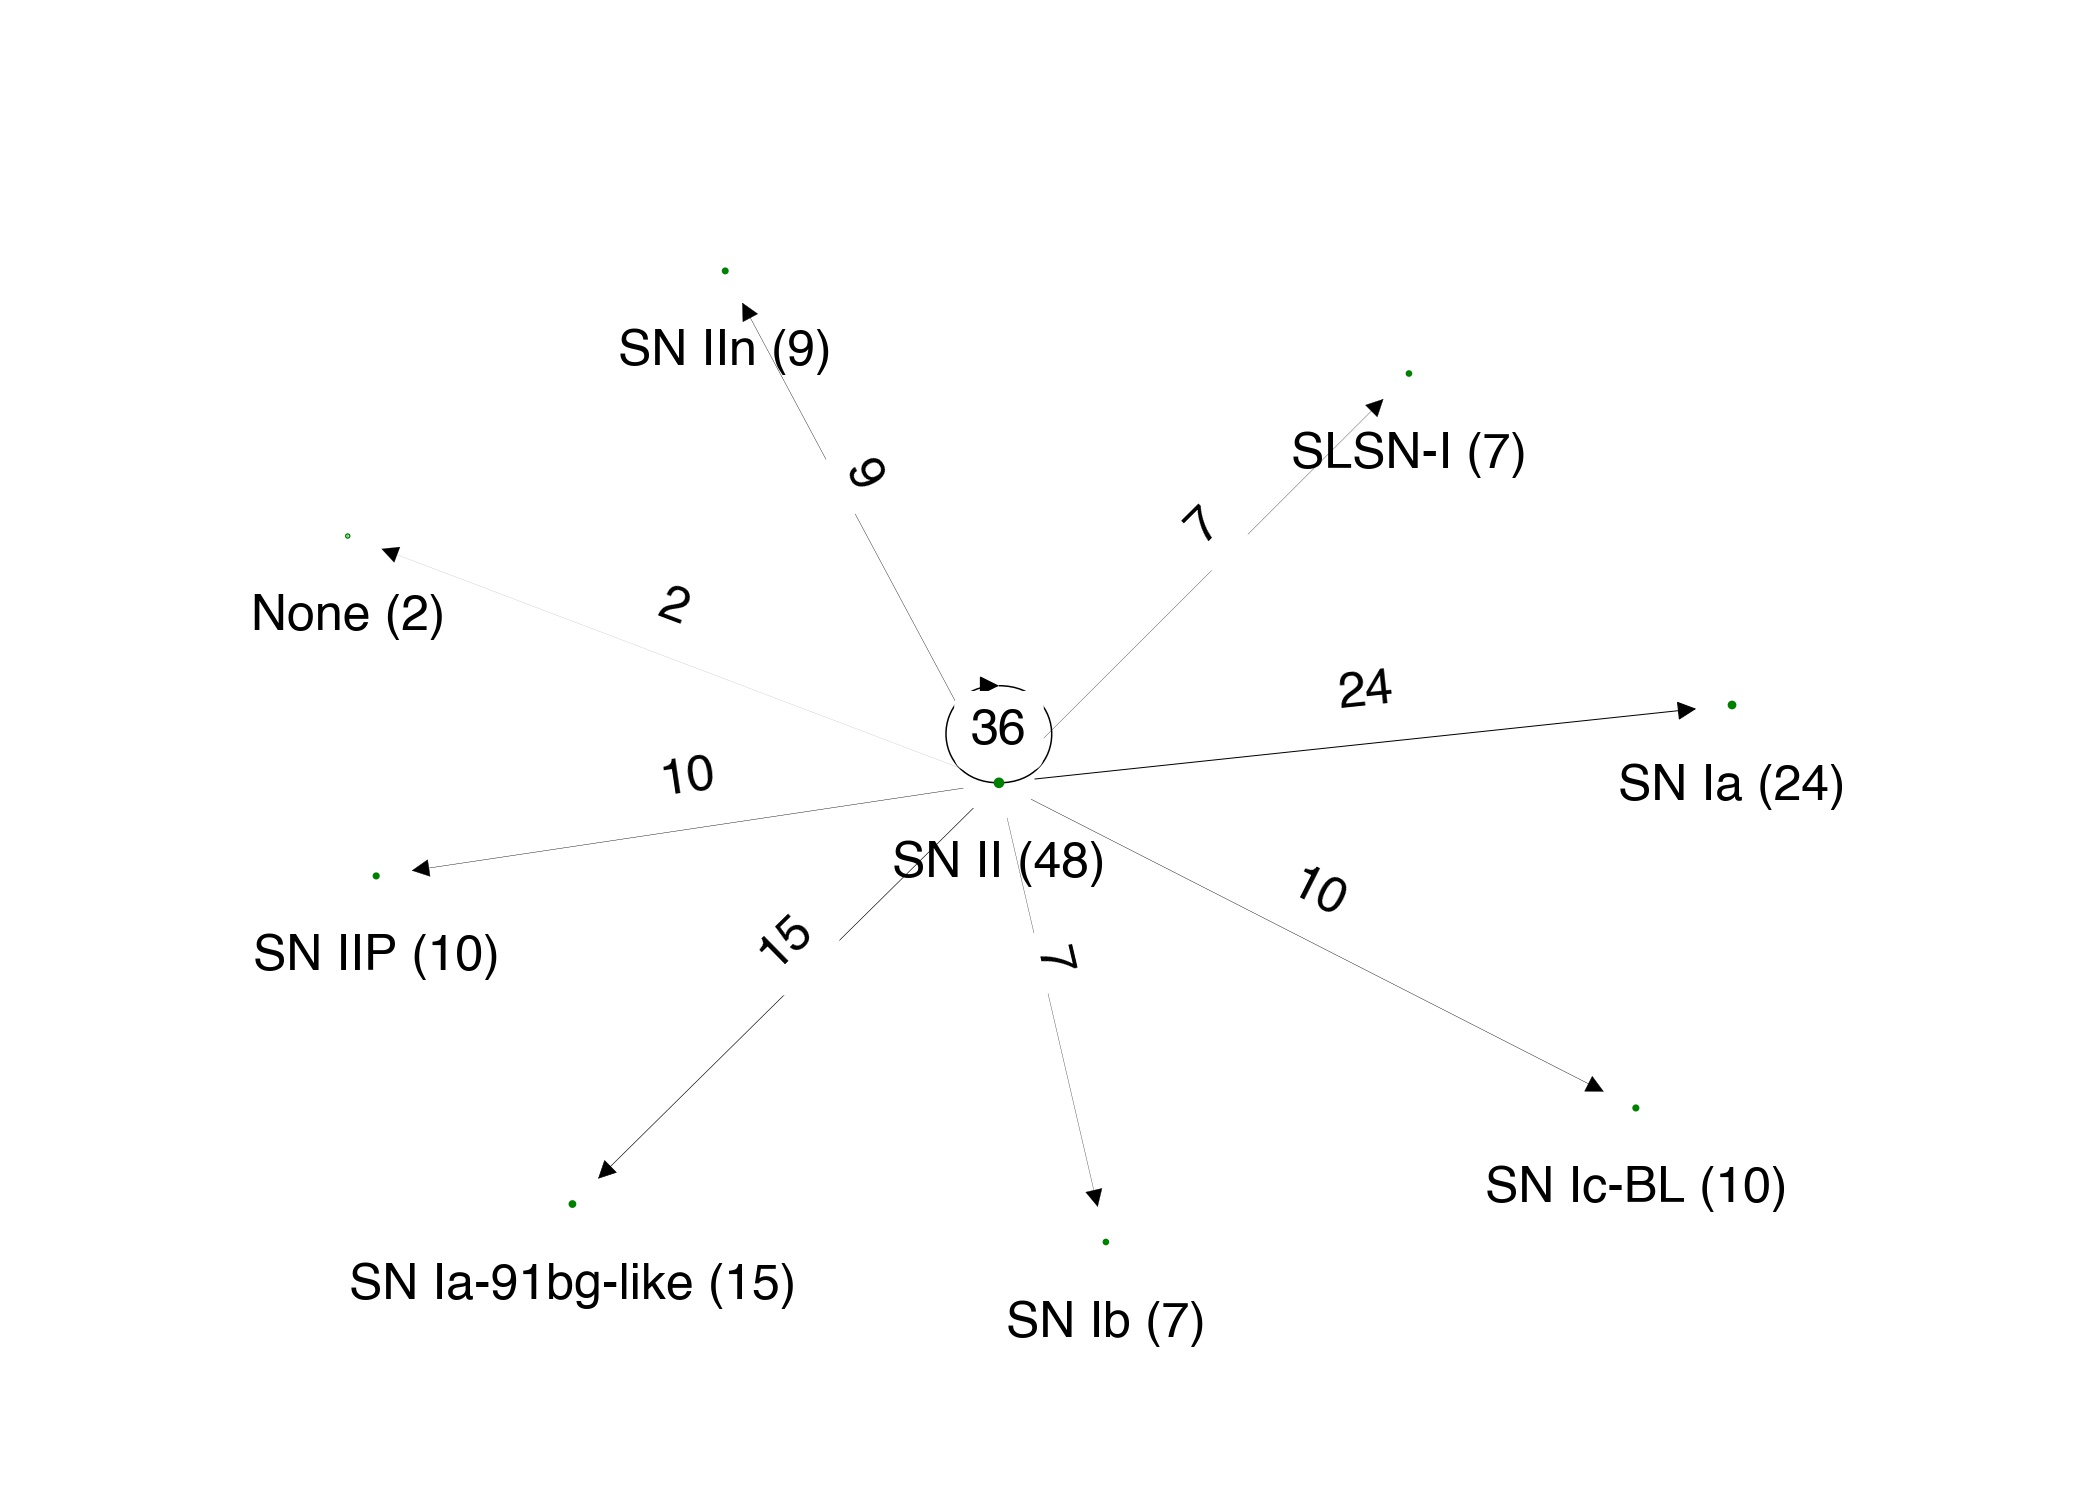 SN IIn (9)
SLSN-I (7)
9
7
None (2)
2
24
36
10
SN Ia (24)
SN II (48)
10
SN IIP (10)
15
7
SN Ic-BL (10)
SN Ia-91bg-like (15)
SN Ib (7)